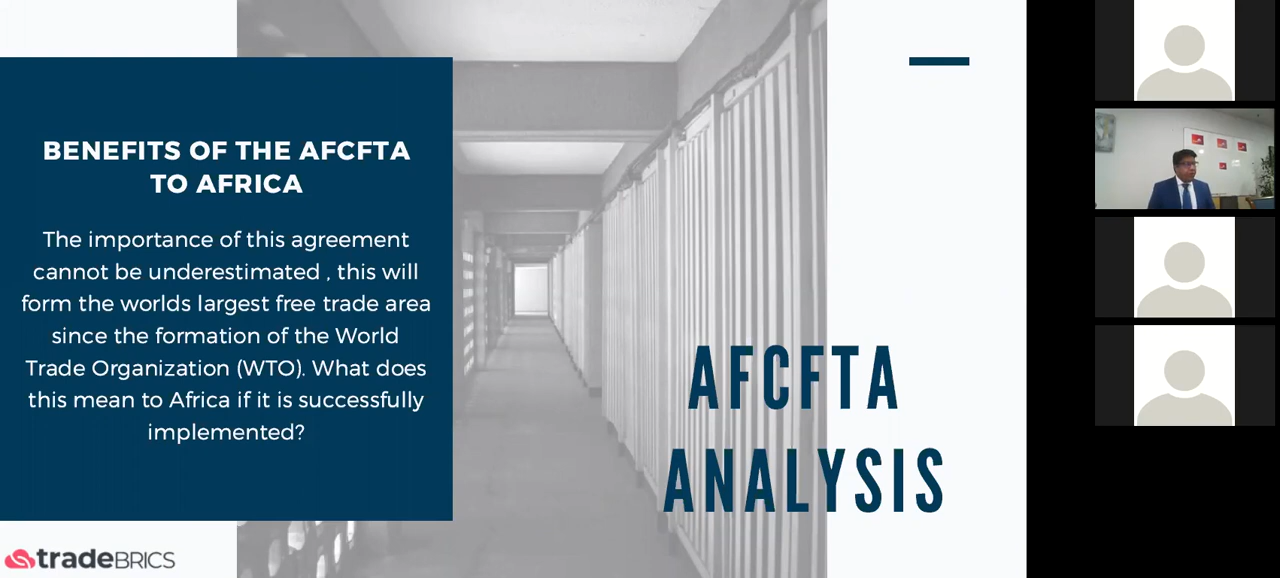 BENEFITS OF THE AFCFTA
TO AFRICA
The importance of this agreement
cannot be underestimated , this will
form the worlds largest free trade area
since the formation of the World
Trade Organization (WTO). What does
this mean to Africa if it is successfully
implemented?
AFCFTA
ANALYSIS
tradeBRICS